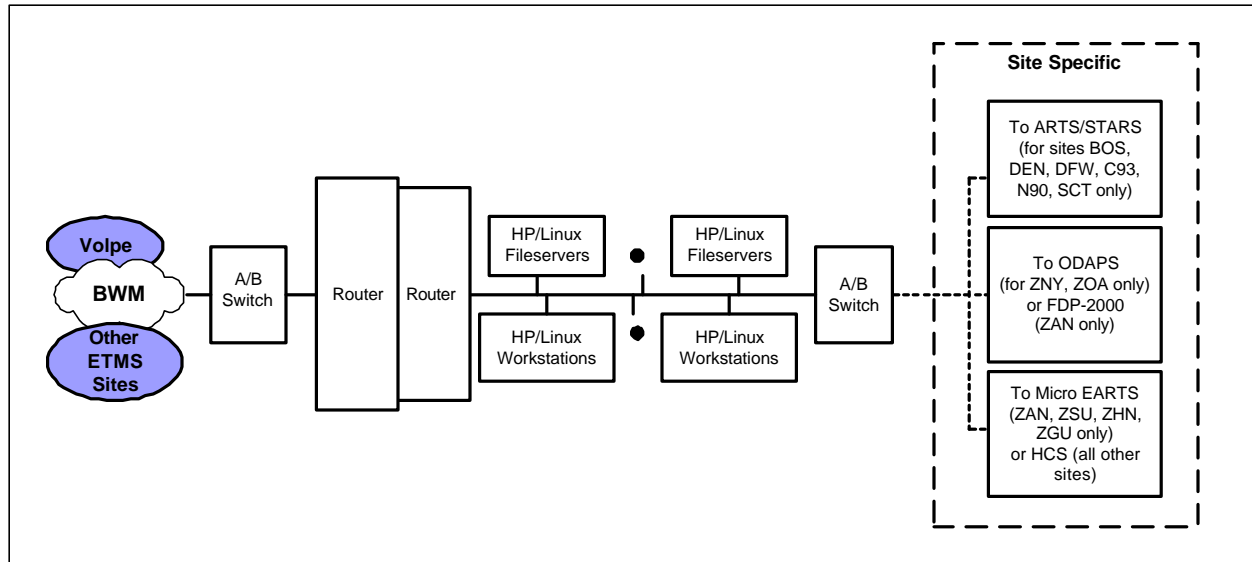 Volpe
BWM
Other
ETMS
Sites
A/B
Switch
Router
Router
HP/Linux
Fileservers
HP/Linux
Workstations
HP/Linux
Fileservers
HP/Linux
Workstations
A/B
Switch
Site Specific
To ARTS/STARS
(for sites BOS,
DEN, DFW, C93,
N90, SCT only)
To ODAPS
(for ZNY, ZOA only)
or FDP-2000
(ZAN only)
To Micro EARTS
(ZAN, ZSU, ZHN,
ZGU only)
or HCS (all other
sites)